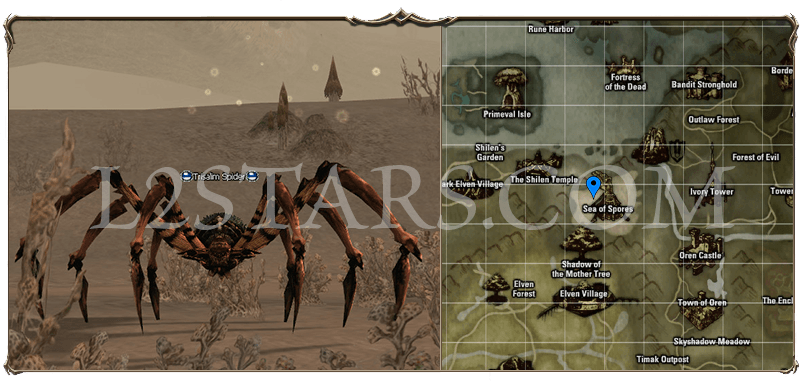 Rune Harbor
Fortress
of the Dead
Bandit Stronghold
Borde
Primeval Isle
Outlaw Forest
Shilen's
Garden
Forest of Evil
Trisalim Spider
L2STARS.COM
ark Elven Village
The Shilen Temple
Ivory Tower
Tower
Sea of Spores
Oren Castle
Shadow of
the Mother Tree
Elven
Forest
Elven Village
Town of Oren
The Encl
Skyshadow Meadow
Timak Outpost